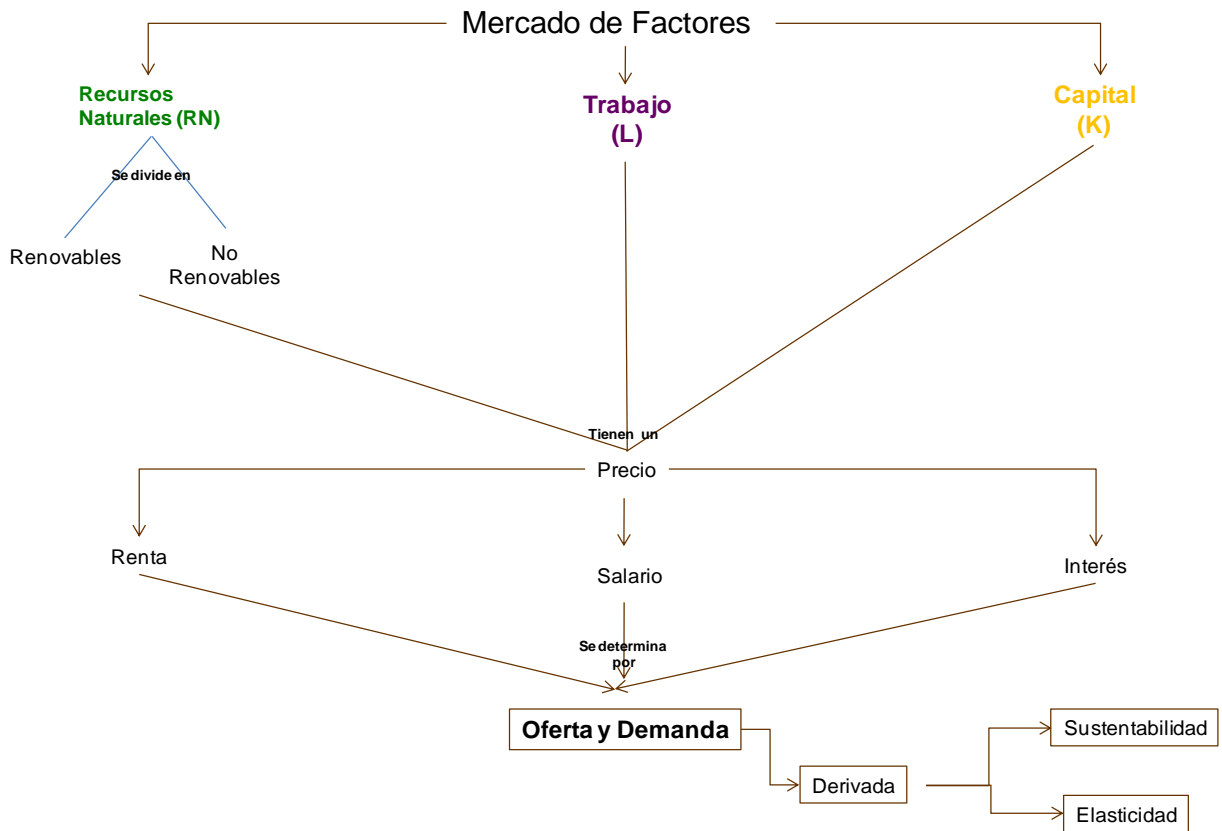 Mercado de Factores
Recursos
Naturales (RN)
Trabajo
(L)
Capital
(K)
Se divide en
Renovables
No
Renovables
Tienen un
Precio
Renta
Salario
Interés
Se determina
por
Oferta y Demanda
Sustentabilidad
Derivada
Elasticidad